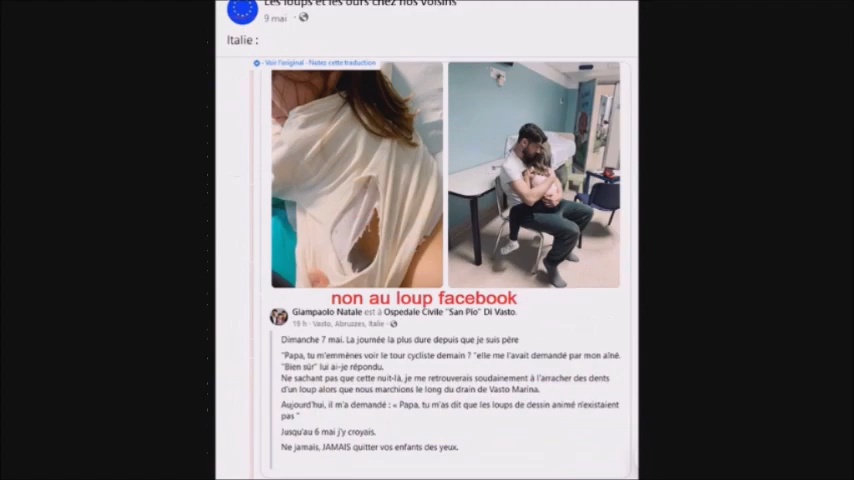 Les loups et les ours chez nos voisins
9 mai ·
Italie :
- Voir l'original · Notez cette traduction
non au loup facebook
Giampaolo Natale est à Ospedale Civile "San Pio" Di Vasto.
19 h · Vasto, Abruzzes, Italie ·
Dimanche 7 mai. La journée la plus dure depuis que je suis père
"Papa, tu m'emmènes voir le tour cycliste demain ? "elle me l'avait demandé par mon aîné.
"Bien sûr" lui ai-je répondu.
Ne sachant pas que cette nuit-là, je me retrouverais soudainement à l'arracher des dents
d'un loup alors que nous marchions le long du drain de Vasto Marina.
Aujourd'hui, il m'a demandé : « Papa, tu m'as dit que les loups de dessin animé n'existaient
pas "
Jusqu'au 6 mai j'y croyais.
Ne jamais, JAMAIS quitter vos enfants des yeux.